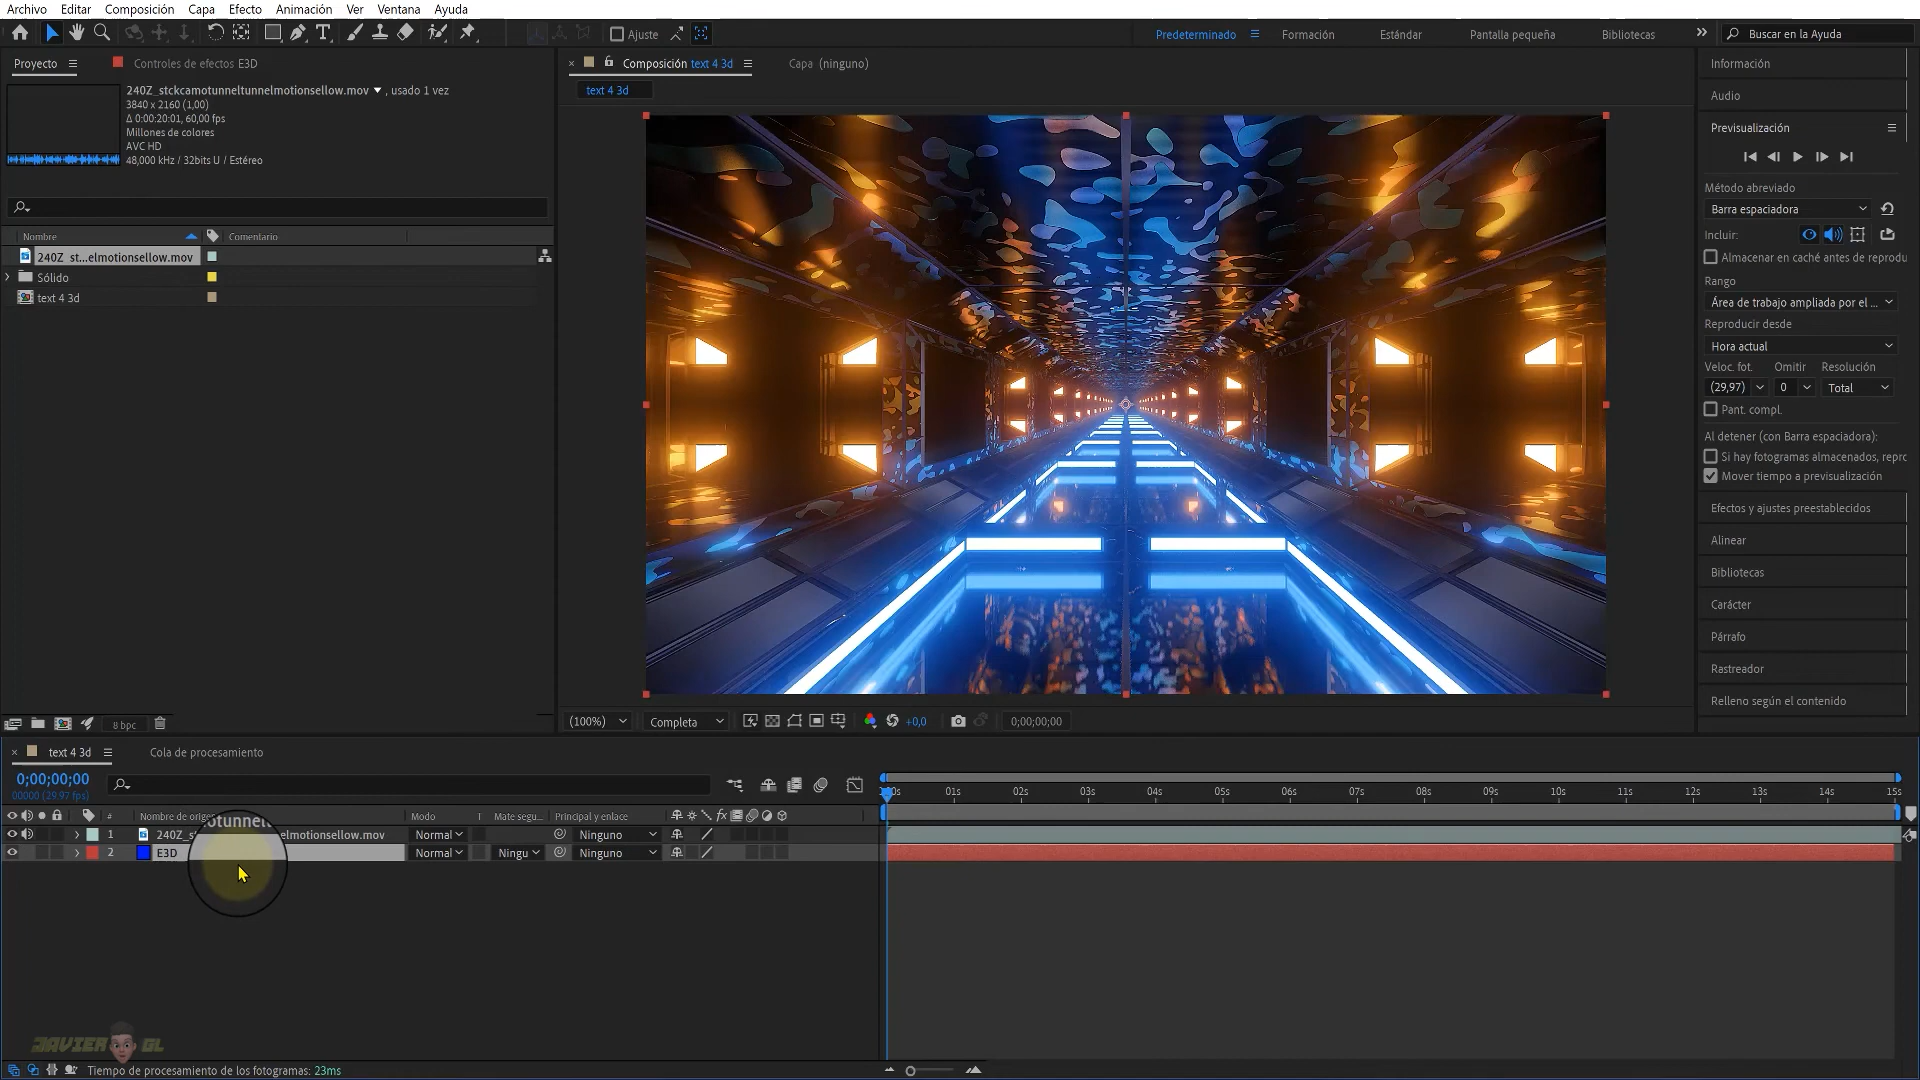 Archivo Editar Composición Capa Efecto Animación Ver Ventana Ayuda
Ajuste
Predeterminado Formación Estándar Pantalla pequeña Bibliotecas Buscar en la Ayuda
Proyecto Controles de efectos E3D
240Z_stckcamotunneltunnelmotionsellow.mov , usado 1 vez
3840 x 2160 (1,00)
Δ 0:00:20:01, 60,00 fps
Millones de colores
AVC HD
48,000 kHz / 32bits U / Estéreo
Nombre Comentario
240Z_st...elmotionsellow.mov
Sólido
text 4 3d
8 bpc
Composición text 4 3d Capa (ninguno)
text 4 3d
(100%) Completa +0,0 0;00;00;00
Información
Audio
Previsualización
Método abreviado
Barra espaciadora
Incluir:
Almacenar en caché antes de reprodu
Rango
Área de trabajo ampliada por el ...
Reproducir desde
Hora actual
Veloc. fot. Omitir Resolución
(29,97) 0 Total
Pant. compl.
Al detener (con Barra espaciadora):
Si hay fotogramas almacenados, repro
Mover tiempo a previsualización
Efectos y ajustes preestablecidos
Alinear
Bibliotecas
Carácter
Párrafo
Rastreador
Relleno según el contenido
text 4 3d Cola de procesamiento
0;00;00;00
00000 (29.97 fps)
# Nombre de orige Modo T Mate segu... Principal y enlace
1 elmotionsellow.mov Normal Ninguno
2 E3D Normal Ningu Ninguno
01s 02s 03s 04s 05s 06s 07s 08s 09s 10s 11s 12s 13s 14s 15s
JAVIER GL
Tiempo de procesamiento de los fotogramas: 23ms